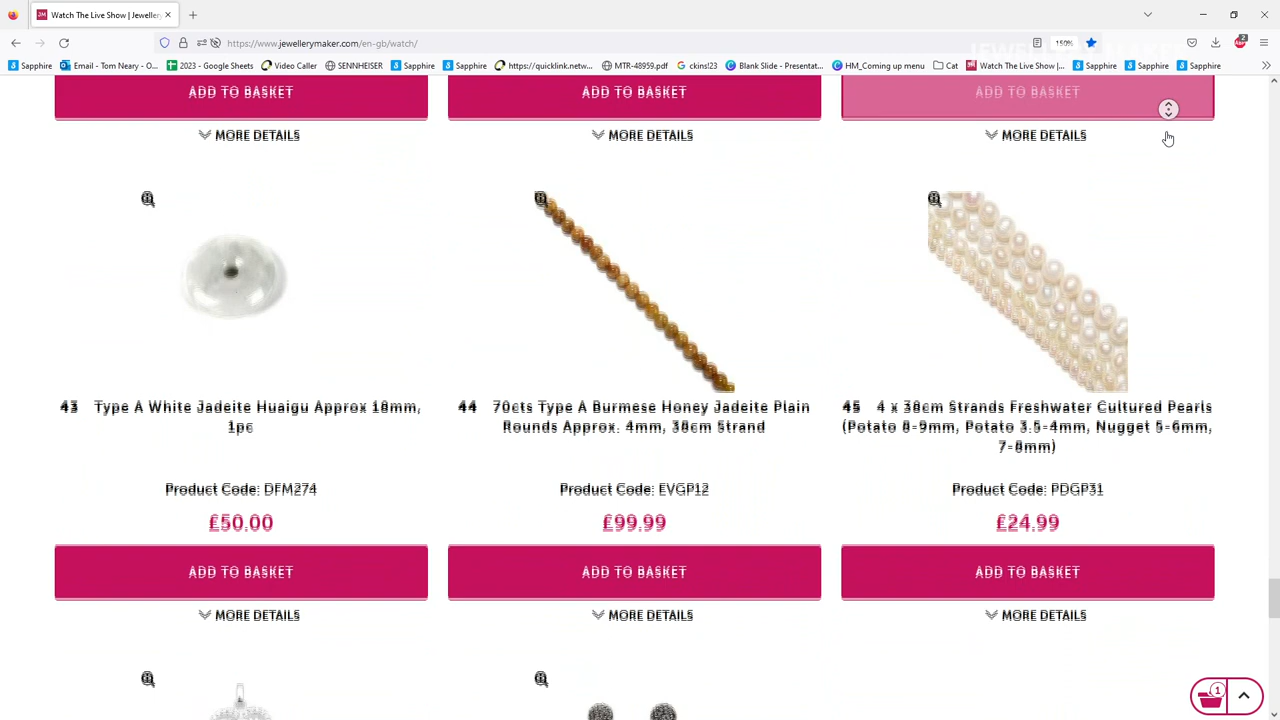 Watch The Live Show | Jewellery
https://www.jewellerymaker.com/en-gb/watch/
150%
2
JEWELLERYMAKER
Sapphire
Email - Tom Neary - O...
2023 - Google Sheets
Video Caller
SENNHEISER
Sapphire
Sapphire
https://quicklink.netw...
MTR-48959.pdf
ckins!23
Blank Slide - Presentat...
HM_Coming up menu
Cat
Watch The Live Show |...
Sapphire
Sapphire
Sapphire
ADD TO BASKET
ADD TO BASKET
ADD TO BASKET
MORE DETAILS
MORE DETAILS
MORE DETAILS
43 Type A White Jadeite Huaigu Approx 18mm,
1pc
Product Code: DFM274
£50.00
ADD TO BASKET
MORE DETAILS
44 70cts Type A Burmese Honey Jadeite Plain
Rounds Approx. 4mm, 38cm Strand
Product Code: EVGP12
£99.99
ADD TO BASKET
MORE DETAILS
45 4 x 38cm Strands Freshwater Cultured Pearls
(Potato 8-9mm, Potato 3.5-4mm, Nugget 5-6mm,
7-8mm)
Product Code: PDGP31
£24.99
ADD TO BASKET
MORE DETAILS
1